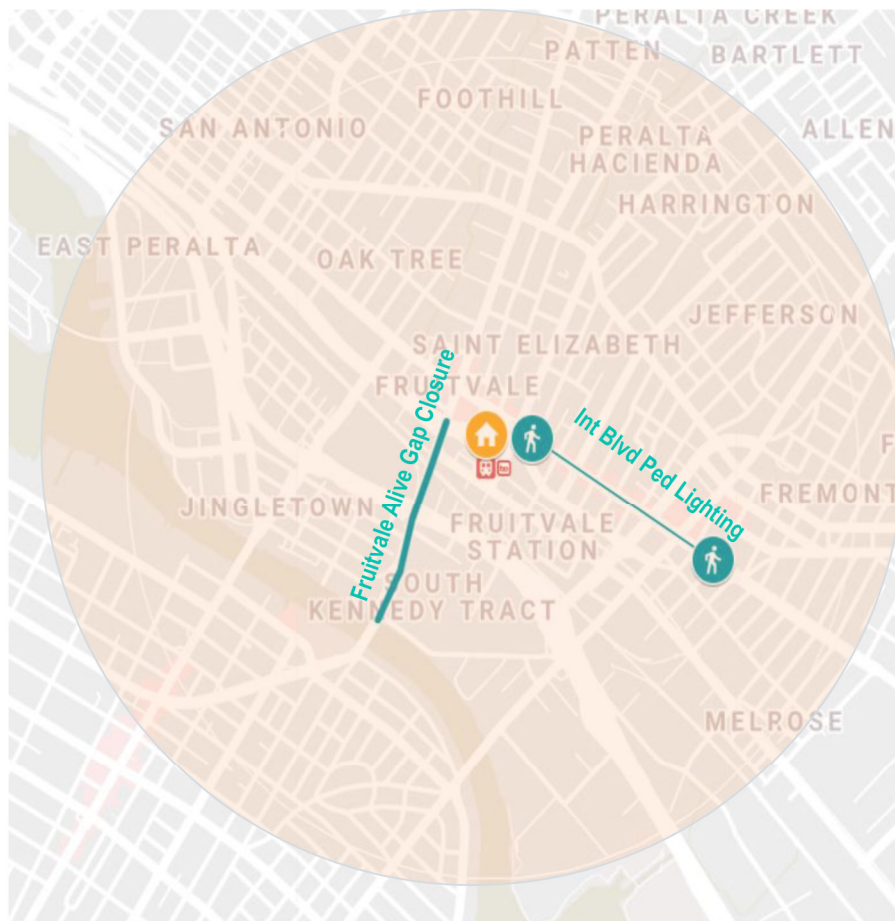 PERALTA CREEK
PATTEN
BARTLETT
FOOTHILL
SAN ANTONIO
PERALTA
HACIENDA
ALLEN
HARRINGTON
EAST PERALTA
OAK TREE
JEFFERSON
SAINT ELIZABETH
FRUITVALE
Fruitvale Alive Gap Closure
Int Blvd Ped Lighting
JINGLETOWN
FREMONT
FRUITVALE
STATION
SOUTH
KENNEDY TRACT
MELROSE